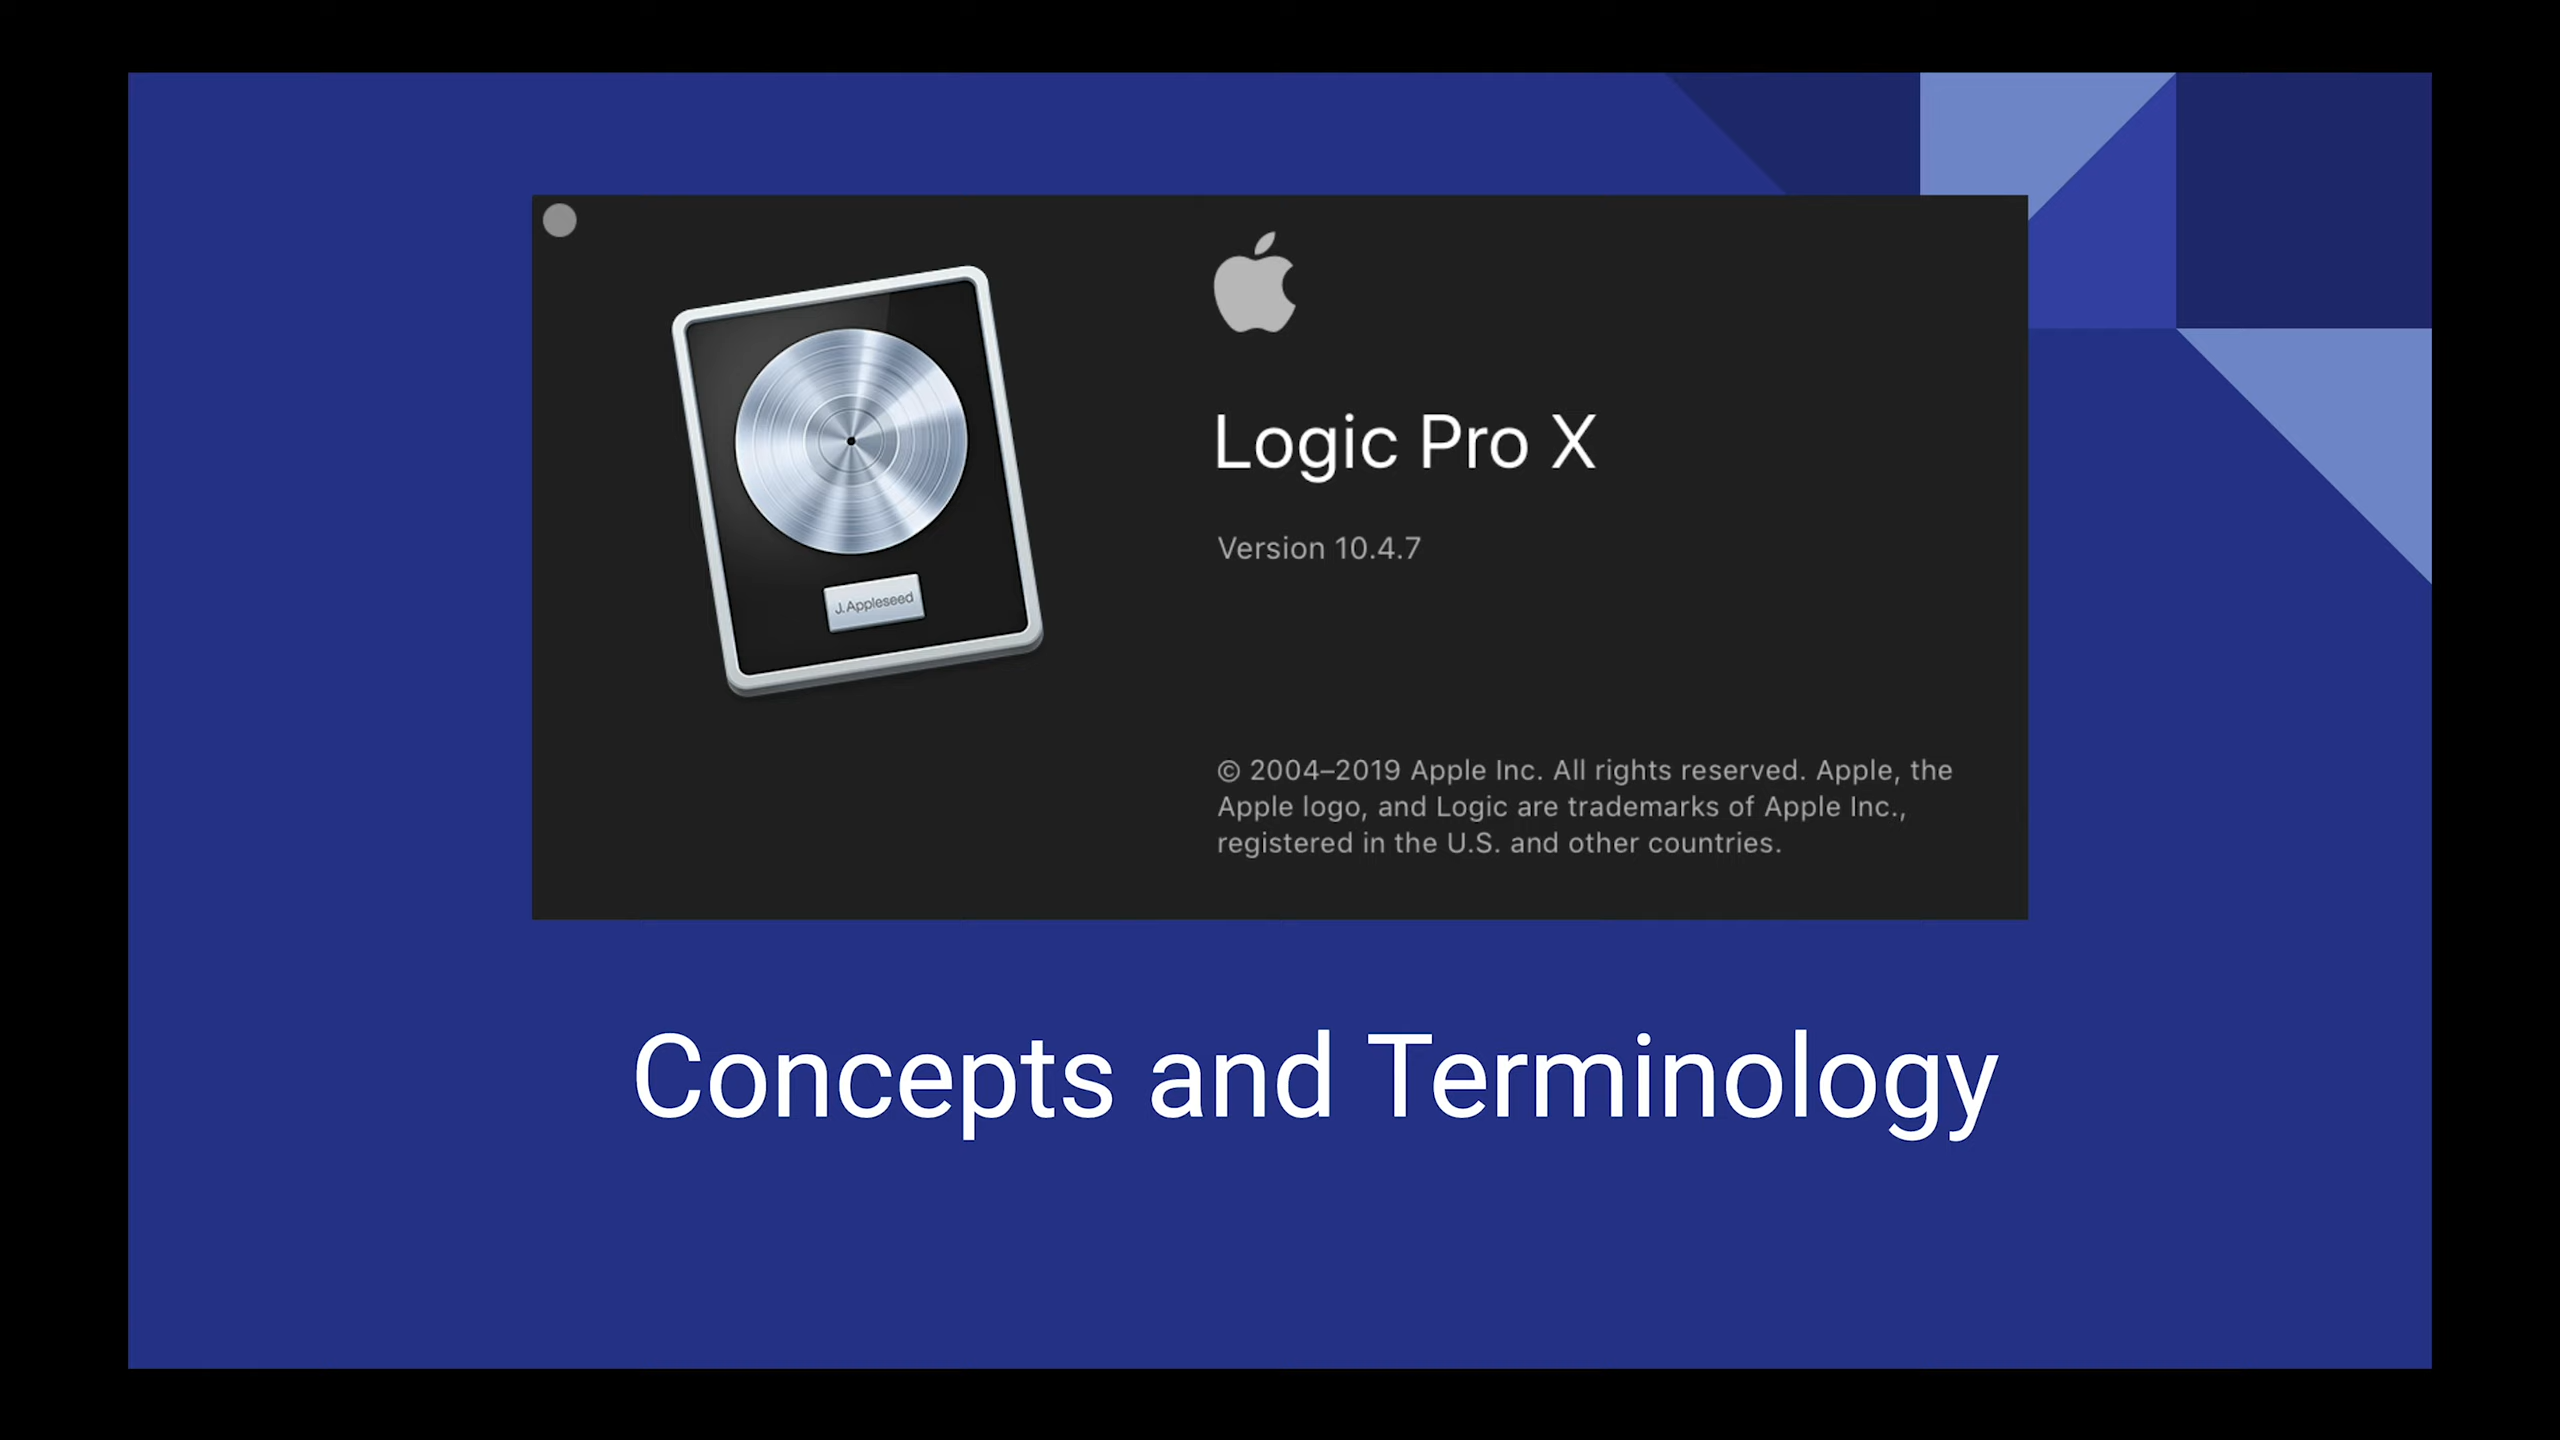 Logic Pro X
Version 10.4.7
J. Appleseed
© 2004–2019 Apple Inc. All rights reserved. Apple, the
Apple logo, and Logic are trademarks of Apple Inc.,
registered in the U.S. and other countries.
Concepts and Terminology